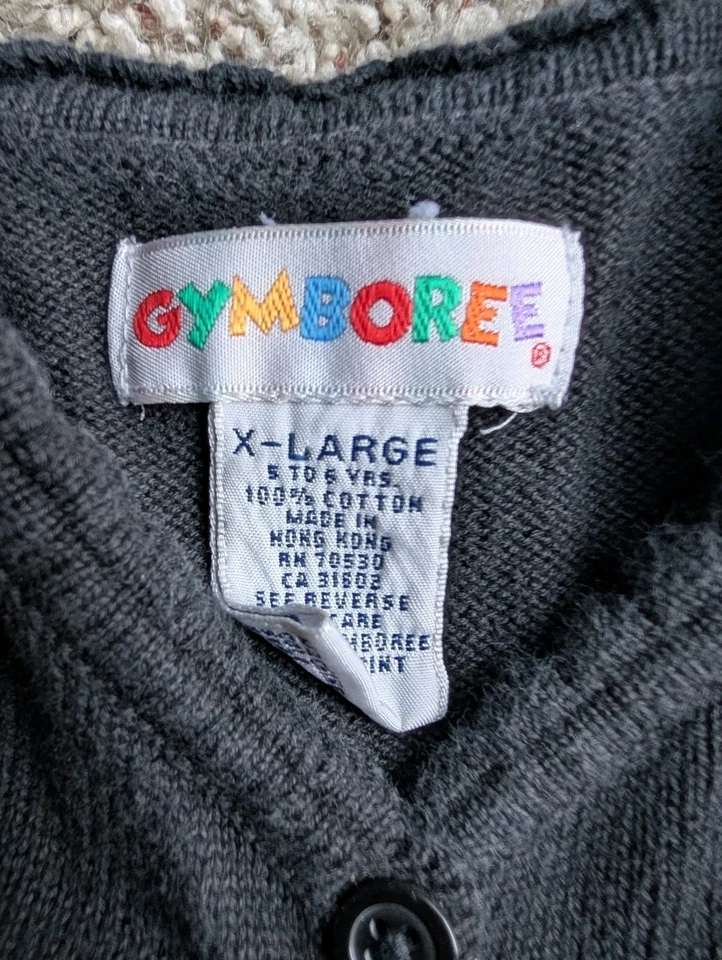 GYMBOREE®
X-LARGE
5 TO 6 YRS.
100% COTTON
MADE IN
HONG KONG
RN 70530
CA 31602
SEE REVERSE